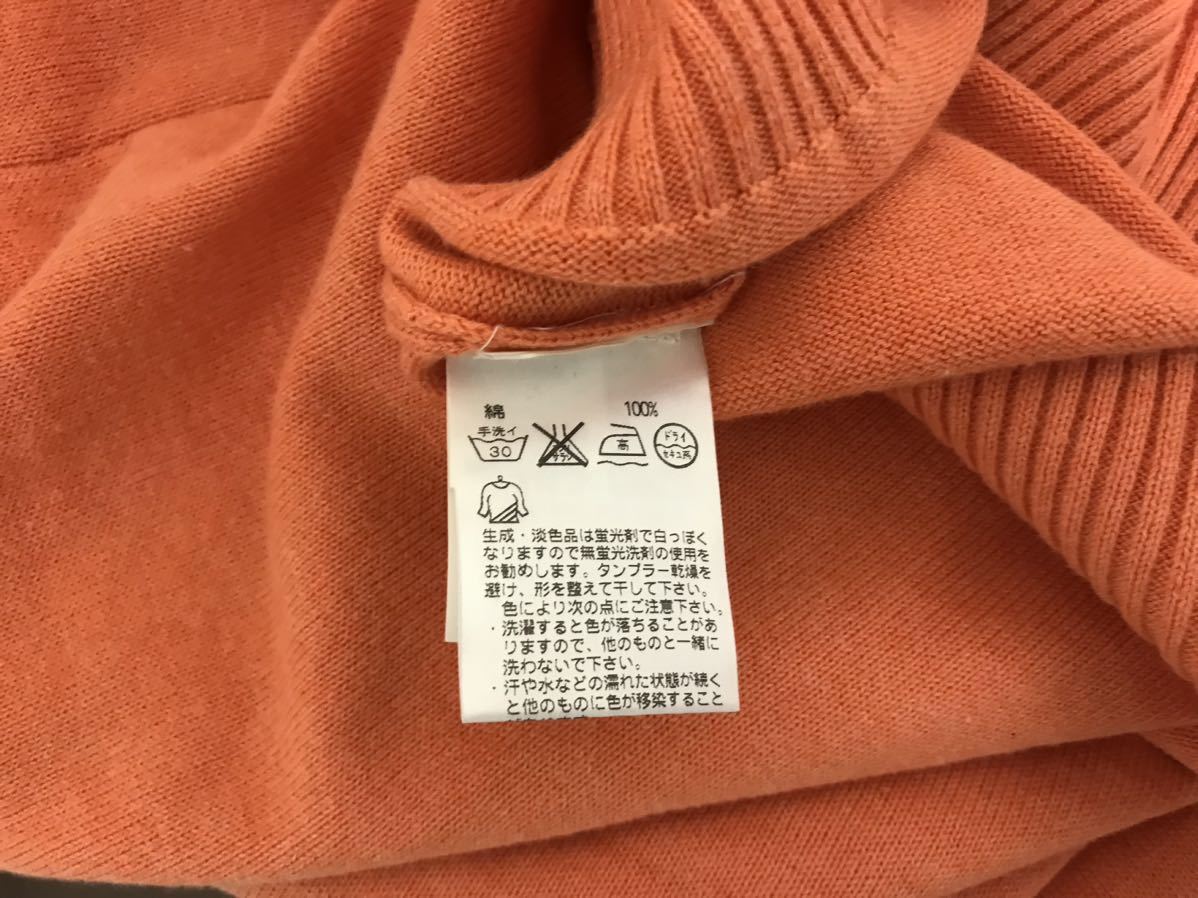 綿 100%
手洗イ 30 高 ドライ セキユ系
生成・淡色品は蛍光剤で白っぽく
なりますので無蛍光洗剤の使用を
お勧めします。タンブラー乾燥を
避け、形を整えて干して下さい。
色により次の点にご注意下さい。
・洗濯すると色が落ちることがあ
りますので、他のものと一緒に
洗わないで下さい。
・汗や水などの濡れた状態が続く
と他のものに色が移染すること